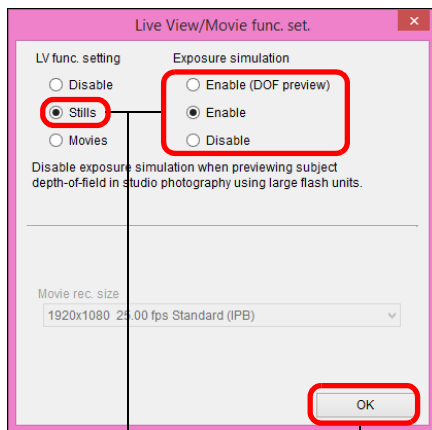 Live View/Movie func. set.
LV func. setting
Exposure simulation
Disable
Enable (DOF preview)
Stills
Enable
Movies
Disable
Disable exposure simulation when previewing subject
depth-of-field in studio photography using large flash units.
Movie rec. size
1920x1080 25.00 fps Standard (IPB)
OK